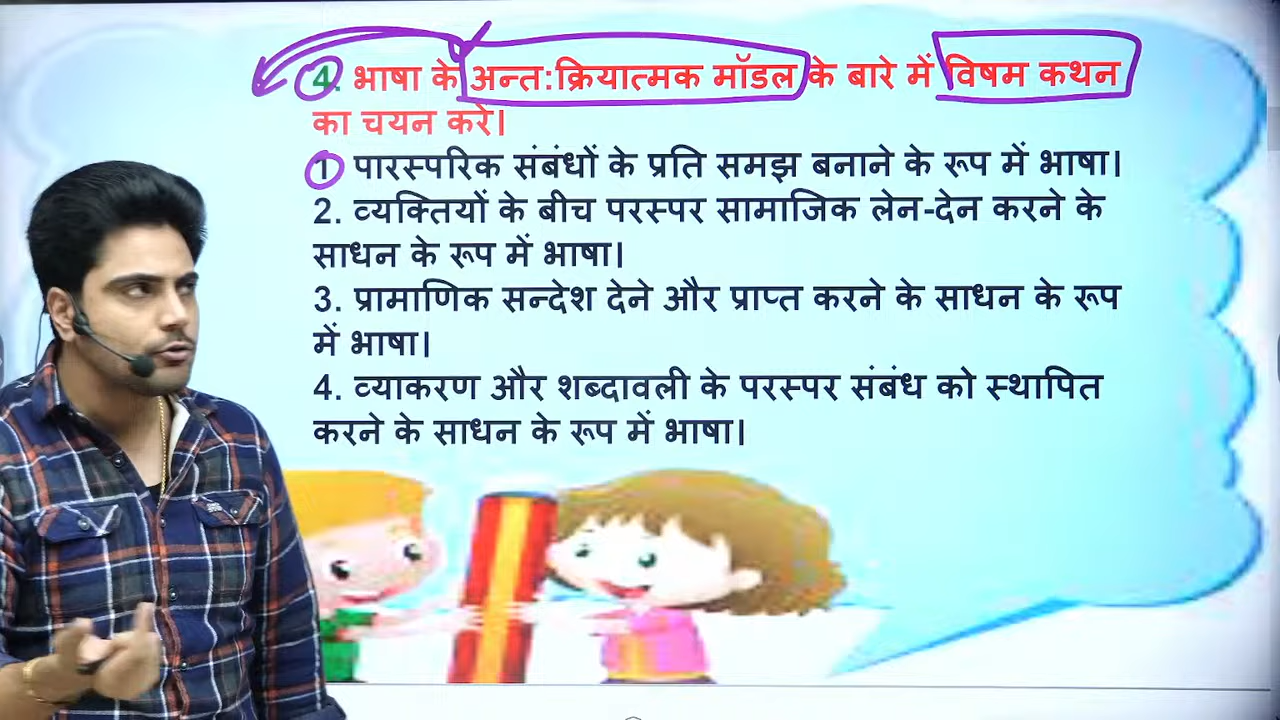 4. भाषा के अन्त:क्रियात्मक मॉडल के बारे में विषम कथन
का चयन करे।
1 पारस्परिक संबंधों के प्रति समझ बनाने के रूप में भाषा।
2. व्यक्तियों के बीच परस्पर सामाजिक लेन-देन करने के
साधन के रूप में भाषा।
3. प्रामाणिक सन्देश देने और प्राप्त करने के साधन के रूप
में भाषा।
4. व्याकरण और शब्दावली के परस्पर संबंध को स्थापित
करने के साधन के रूप में भाषा।